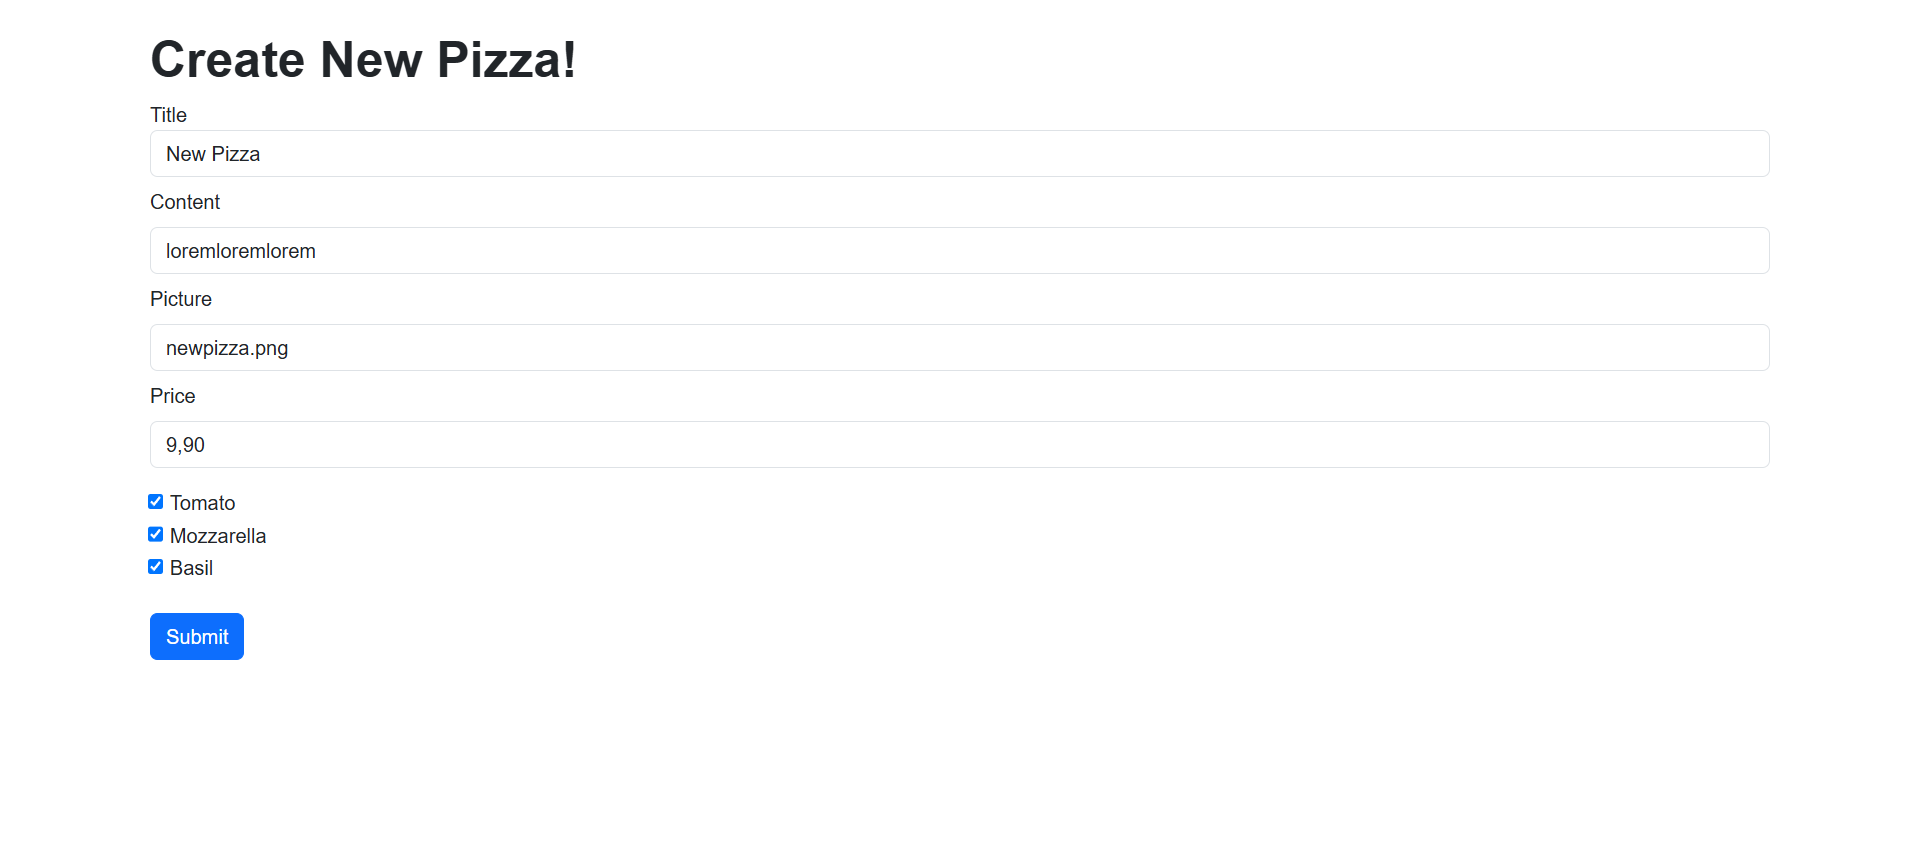 Create New Pizza!
Title
New Pizza
Content
loremloremlorem
Picture
newpizza.png
Price
9,90
Tomato
Mozzarella
Basil
Submit